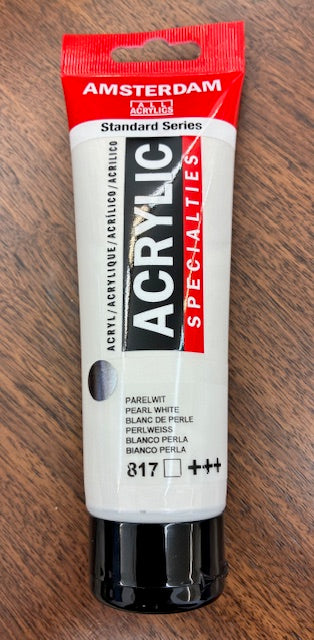 AMSTERDAM
ALL
ACRYLICS
Standard Series
ACRYL/ACRYLIQUE/ACRÍLICO/ACRILICO
ACRYLIC
SPECIALTIES
PARELWIT
PEARL WHITE
BLANC DE PERLE
PERLWEISS
BLANCO PERLA
BIANCO PERLA
817 □ +++